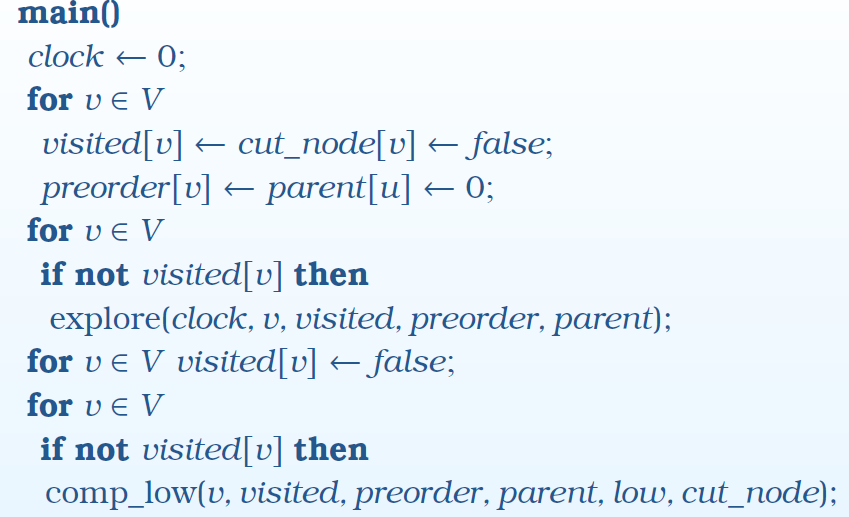 main()
clock ← 0;
for v ∈ V
visited[v] ← cut_node[v] ← false;
preorder[v] ← parent[u] ← 0;
for v ∈ V
if not visited[v] then
explore(clock, v, visited, preorder, parent);
for v ∈ V visited[v] ← false;
for v ∈ V
if not visited[v] then
comp_low(v, visited, preorder, parent, low, cut_node);